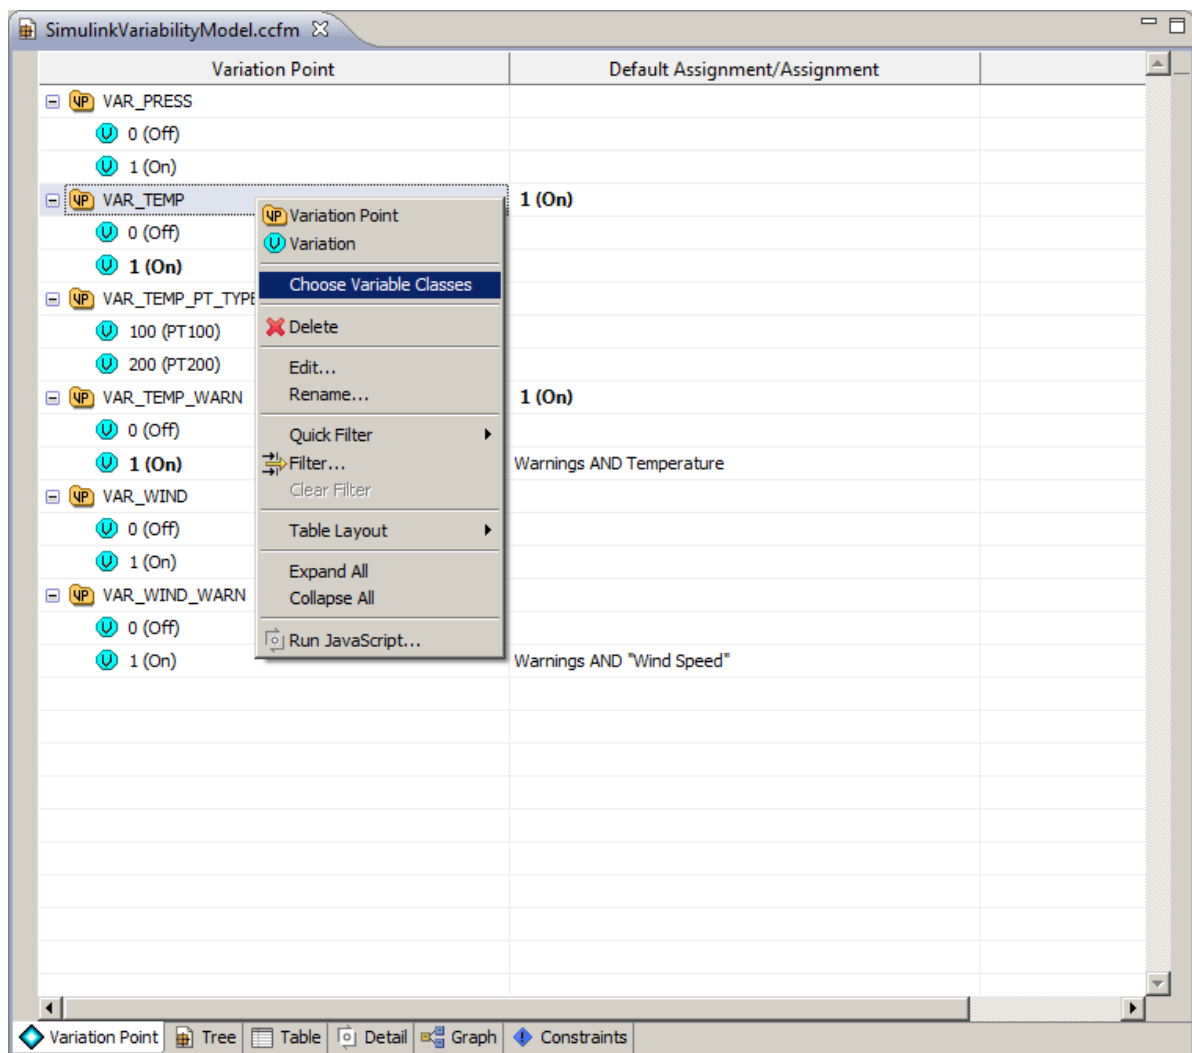 SimulinkVariabilityModel.ccfm
Variation Point Default Assignment/Assignment
VP VAR_PRESS
V 0 (Off)
V 1 (On)
VP VAR_TEMP 1 (On)
V 0 (Off)
V 1 (On)
VP VAR_TEMP_PT_TYPE
V 100 (PT100)
V 200 (PT200)
VP VAR_TEMP_WARN 1 (On)
V 0 (Off)
V 1 (On) Warnings AND Temperature
VP VAR_WIND
V 0 (Off)
V 1 (On)
VP VAR_WIND_WARN
V 0 (Off)
V 1 (On) Warnings AND "Wind Speed"
VP Variation Point
V Variation
Choose Variable Classes
Delete
Edit...
Rename...
Quick Filter
Filter...
Clear Filter
Table Layout
Expand All
Collapse All
Run JavaScript...
Variation Point Tree Table Detail Graph Constraints